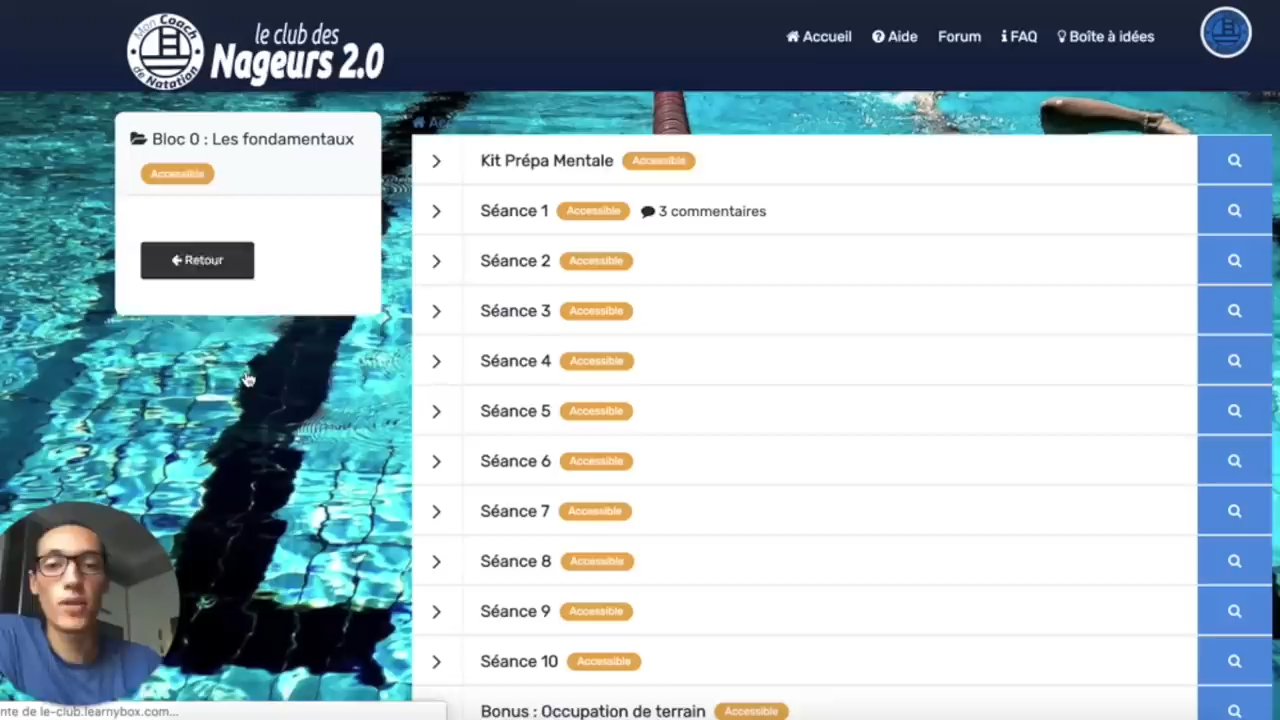 Mon Coach
de Natation
le club des
Nageurs 2.0
Accueil
Aide
Forum
FAQ
Boîte à idées
Bloc 0 : Les fondamentaux
Accessible
Retour
Kit Prépa Mentale Accessible
Séance 1 Accessible 3 commentaires
Séance 2 Accessible
Séance 3 Accessible
Séance 4 Accessible
Séance 5 Accessible
Séance 6 Accessible
Séance 7 Accessible
Séance 8 Accessible
Séance 9 Accessible
Séance 10 Accessible
Bonus : Occupation de terrain Accessible
nte de le-club.learnybox.com...